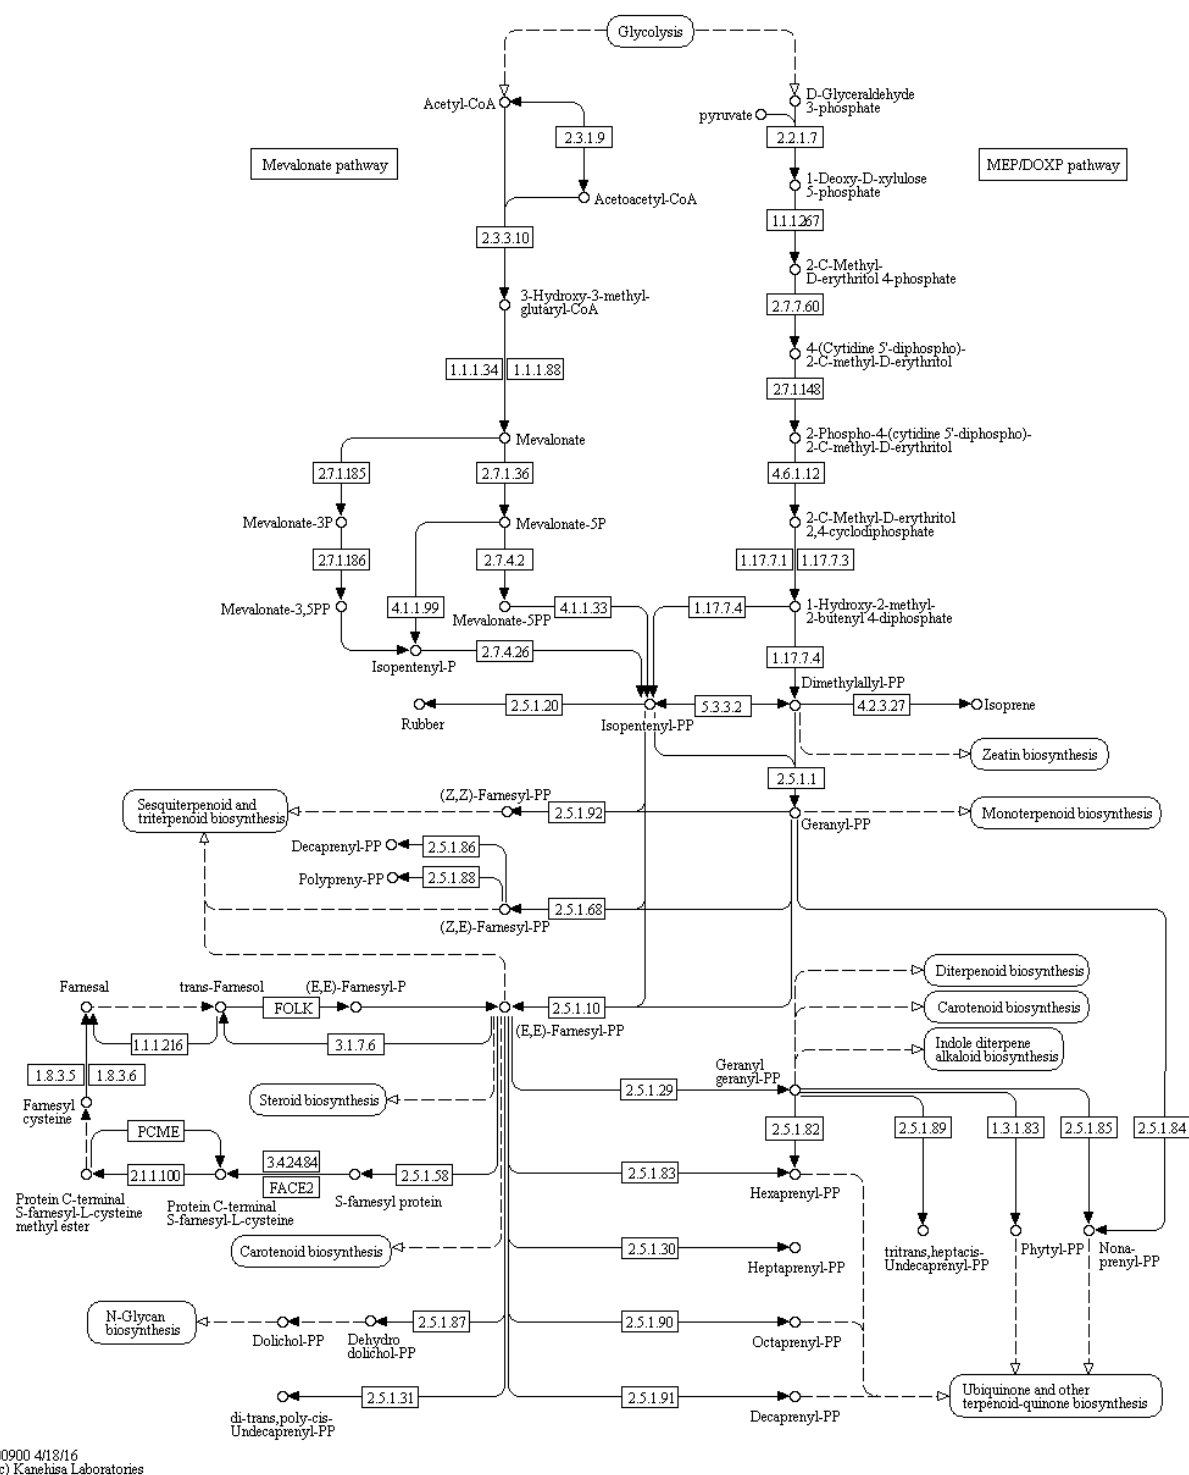 Glycolysis
Acetyl-CoA
D-Glyceraldehyde
3-phosphate
pyruvate
2.3.1.9
2.2.1.7
Mevalonate pathway
MEP/DOXP pathway
1-Deoxy-D-xylulose
5-phosphate
Acetoacetyl-CoA
1.1.1.267
2.3.3.10
2-C-Methyl-
D-erythritol 4-phosphate
3-Hydroxy-3-methyl-
glutaryl-CoA
2.7.7.60
4-(Cytidine 5'-diphospho)-
2-C-methyl-D-erythritol
1.1.1.34
1.1.1.88
2.7.1.148
Mevalonate
2-Phospho-4-(cytidine 5'-diphospho)-
2-C-methyl-D-erythritol
2.7.1.185
2.7.1.36
4.6.1.12
Mevalonate-3P
Mevalonate-5P
2-C-Methyl-D-erythritol
2,4-cyclodiphosphate
2.7.1.186
2.7.4.2
1.17.7.1
1.17.7.3
Mevalonate-3,5PP
4.1.1.99
Mevalonate-5PP
4.1.1.33
1.17.7.4
1-Hydroxy-2-methyl-
2-butenyl 4-diphosphate
Isopentenyl-P
2.7.4.26
1.17.7.4
Dimethylallyl-PP
Rubber
2.5.1.20
Isopentenyl-PP
5.3.3.2
4.2.3.27
Isoprene
Zeatin biosynthesis
2.5.1.1
Sesquiterpenoid and
triterpenoid biosynthesis
(Z,Z)-Farnesyl-PP
2.5.1.92
Geranyl-PP
Monoterpenoid biosynthesis
Decaprenyl-PP
2.5.1.86
Polypreny-PP
2.5.1.88
2.5.1.68
(Z,E)-Farnesyl-PP
Diterpenoid biosynthesis
Farnesal
trans-Farnesol
(E,E)-Farnesyl-P
FOLK
2.5.1.10
(E,E)-Farnesyl-PP
Carotenoid biosynthesis
1.1.1.216
3.1.7.6
Indole diterpene
alkaloid biosynthesis
1.8.3.5
1.8.3.6
Geranyl
geranyl-PP
Steroid biosynthesis
2.5.1.29
Farnesyl
cysteine
PCME
2.5.1.82
2.5.1.89
1.3.1.83
2.5.1.85
2.5.1.84
2.1.1.100
3.4.24.84
FACE2
2.5.1.58
2.5.1.83
Hexaprenyl-PP
Protein C-terminal
S-farnesyl-L-cysteine
methyl ester
Protein C-terminal
S-farnesyl-L-cysteine
S-farnesyl protein
Carotenoid biosynthesis
2.5.1.30
Heptaprenyl-PP
tritrans,heptacis-
Undecaprenyl-PP
Phytyl-PP
Nona-
prenyl-PP
N-Glycan
biosynthesis
Dolichol-PP
Dehydro
dolichol-PP
2.5.1.87
2.5.1.90
Octaprenyl-PP
di-trans,poly-cis-
Undecaprenyl-PP
2.5.1.31
2.5.1.91
Decaprenyl-PP
Ubiquinone and other
terpenoid-quinone biosynthesis
00900 4/18/16
c) Kanehisa Laboratories